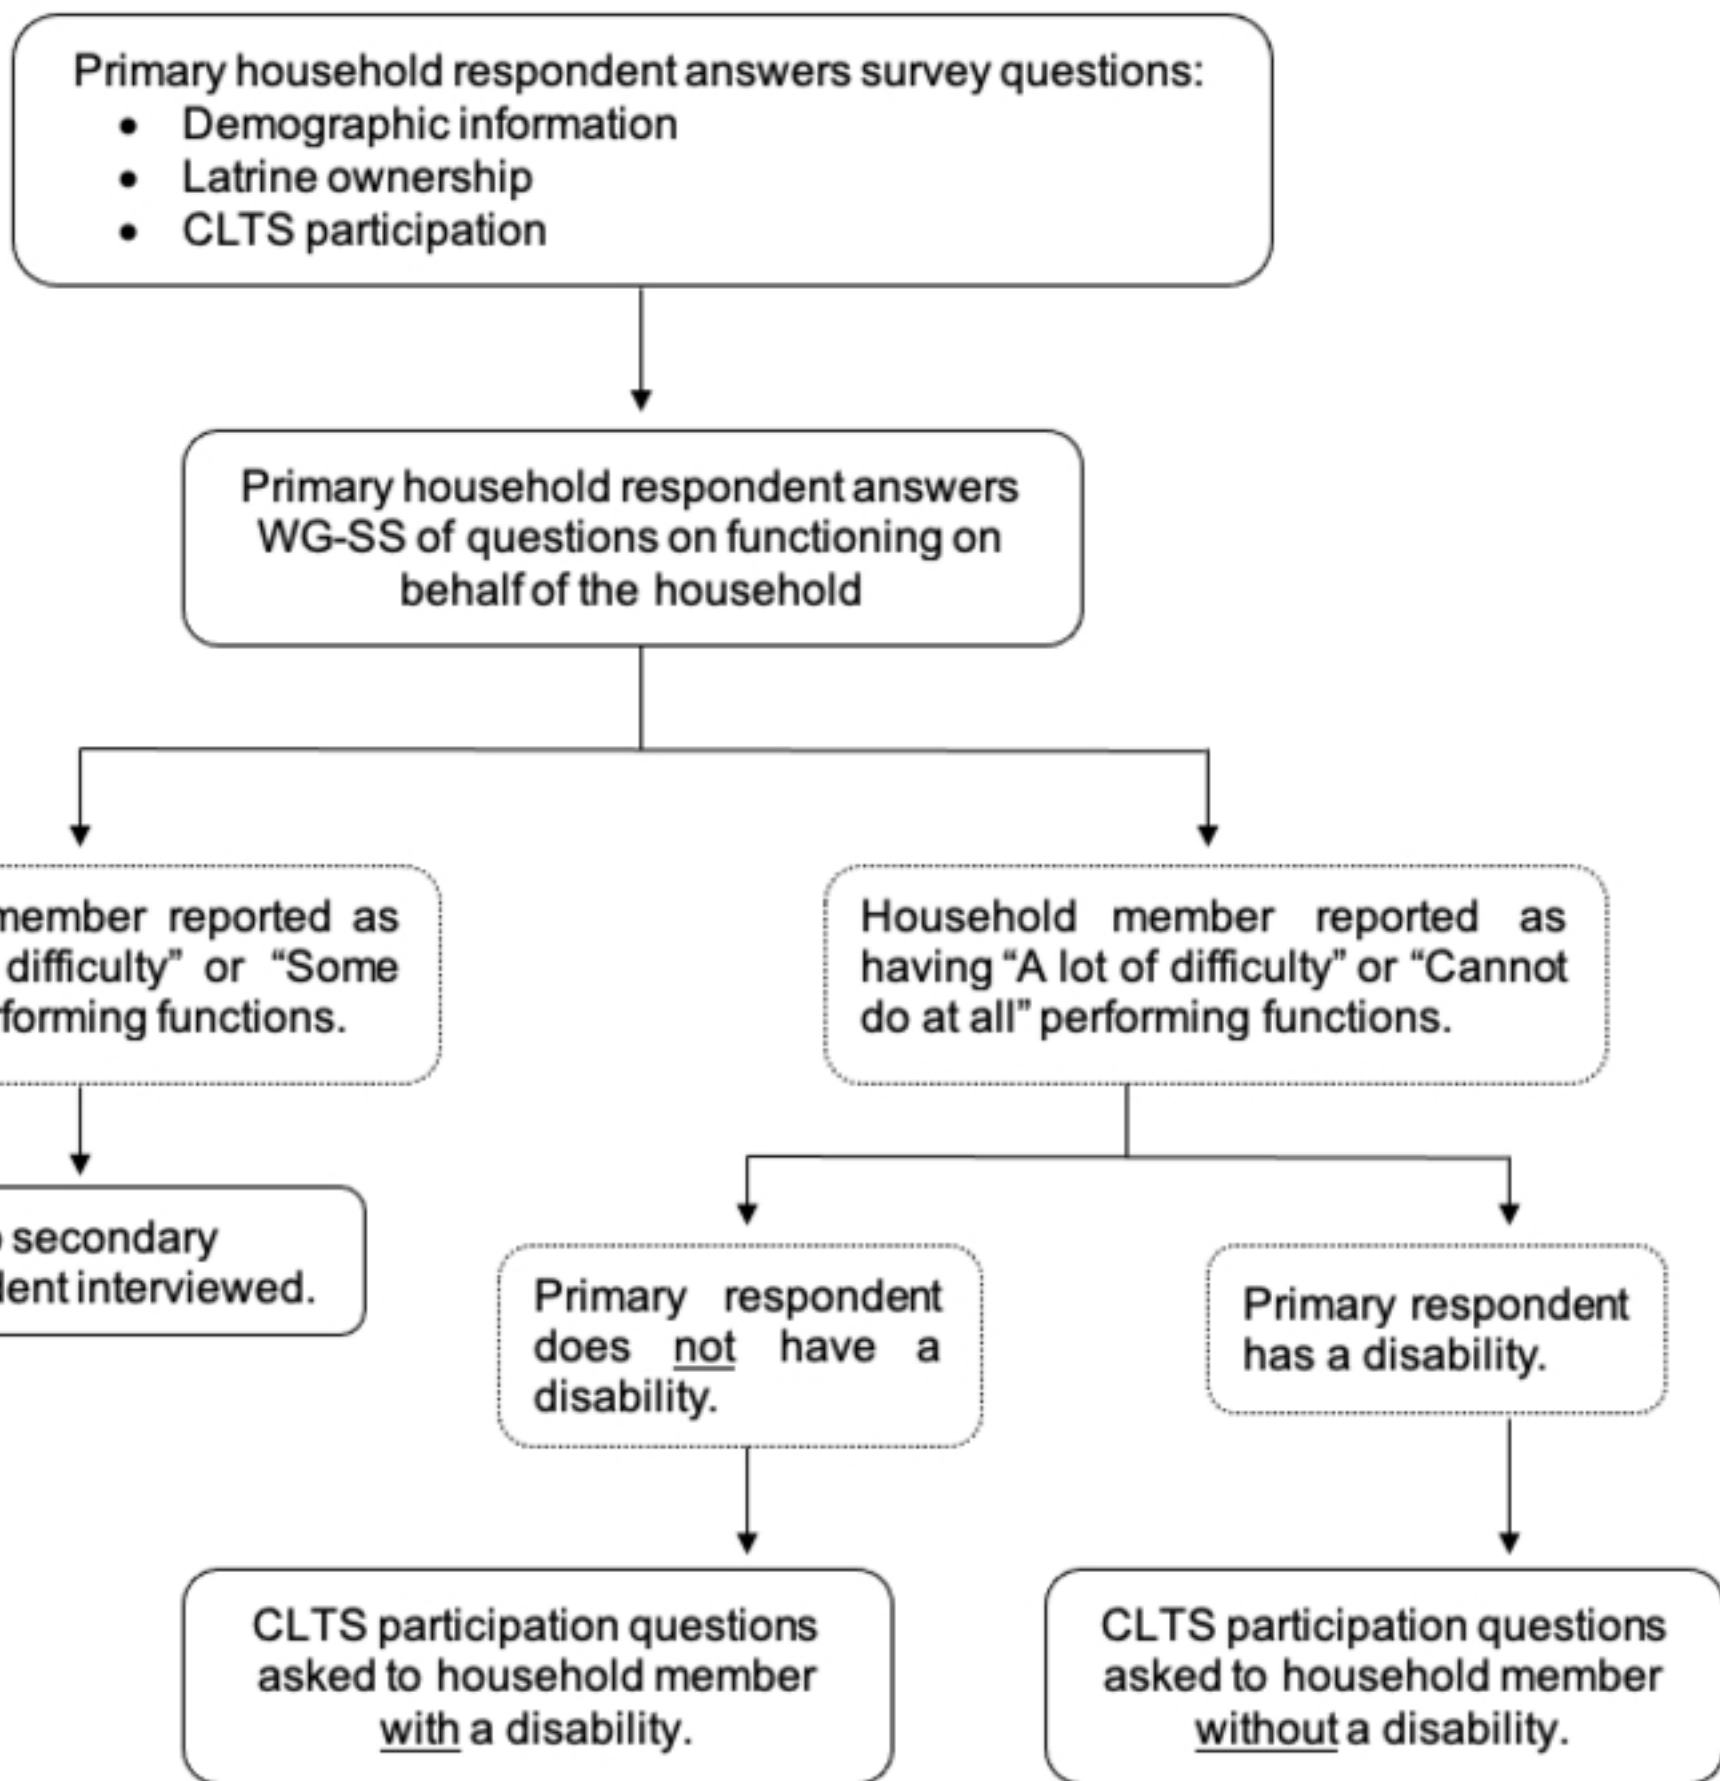 Primary household respondent answers survey questions:
• Demographic information
• Latrine ownership
• CLTS participation
Primary household respondent answers
WG-SS of questions on functioning on
behalf of the household
member reported as
difficulty” or “Some
functions.
Household member reported as
having “A lot of difficulty” or “Cannot
do at all” performing functions.
secondary
interviewed.
Primary respondent
does not have a
disability.
Primary respondent
has a disability.
CLTS participation questions
asked to household member
with a disability.
CLTS participation questions
asked to household member
without a disability.